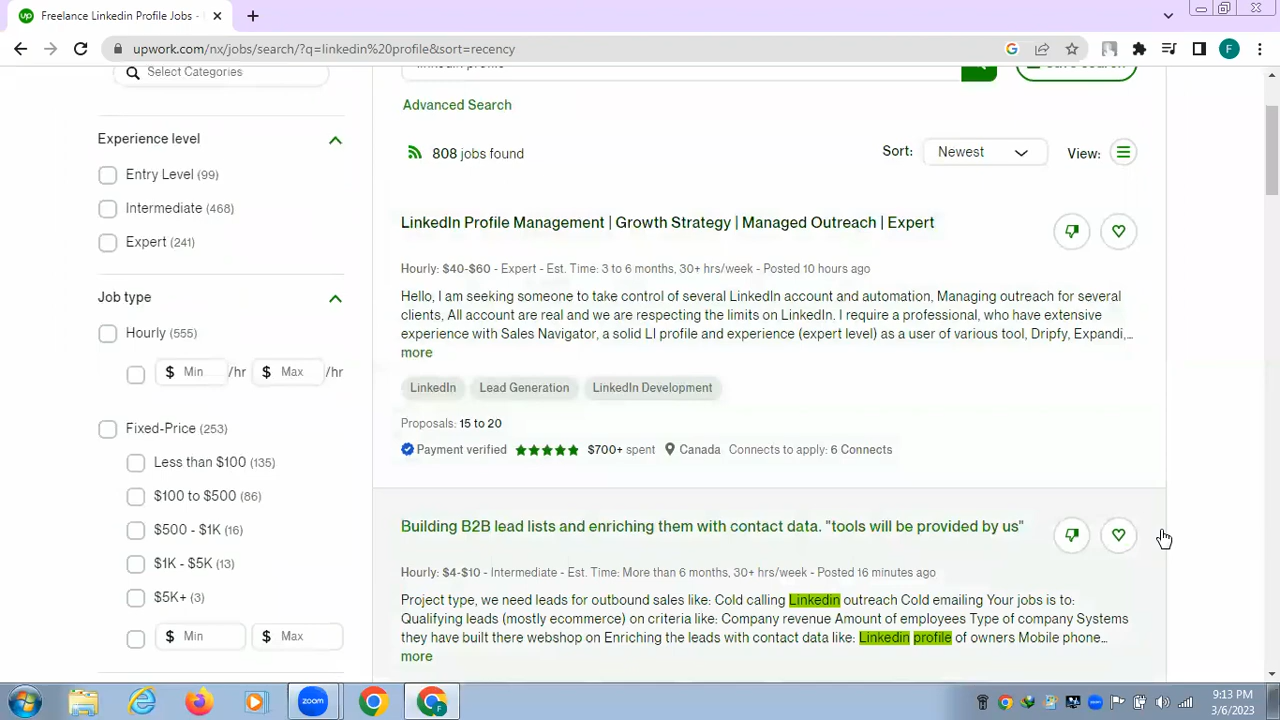 Freelance Linkedin Profile Jobs -
upwork.com/nx/jobs/search/?q=linkedin%20profile&sort=recency
F
Select Categories
Advanced Search
Experience level
Entry Level (99)
Intermediate (468)
Expert (241)
Job type
Hourly (555)
$ Min /hr $ Max /hr
Fixed-Price (253)
Less than $100 (135)
$100 to $500 (86)
$500 - $1K (16)
$1K - $5K (13)
$5K+ (3)
$ Min $ Max
808 jobs found
Sort: Newest View:
LinkedIn Profile Management | Growth Strategy | Managed Outreach | Expert
Hourly: $40-$60 - Expert - Est. Time: 3 to 6 months, 30+ hrs/week - Posted 10 hours ago
Hello, I am seeking someone to take control of several LinkedIn account and automation, Managing outreach for several
clients, All account are real and we are respecting the limits on LinkedIn. I require a professional, who have extensive
experience with Sales Navigator, a solid LI profile and experience (expert level) as a user of various tool, Dripfy, Expandi,...
more
LinkedIn Lead Generation LinkedIn Development
Proposals: 15 to 20
Payment verified $700+ spent Canada Connects to apply: 6 Connects
Building B2B lead lists and enriching them with contact data. "tools will be provided by us"
Hourly: $4-$10 - Intermediate - Est. Time: More than 6 months, 30+ hrs/week - Posted 16 minutes ago
Project type, we need leads for outbound sales like: Cold calling Linkedin outreach Cold emailing Your jobs is to:
Qualifying leads (mostly ecommerce) on criteria like: Company revenue Amount of employees Type of company Systems
they have built there webshop on Enriching the leads with contact data like: Linkedin profile of owners Mobile phone...
more
zoom
F
9:13 PM
3/6/2023